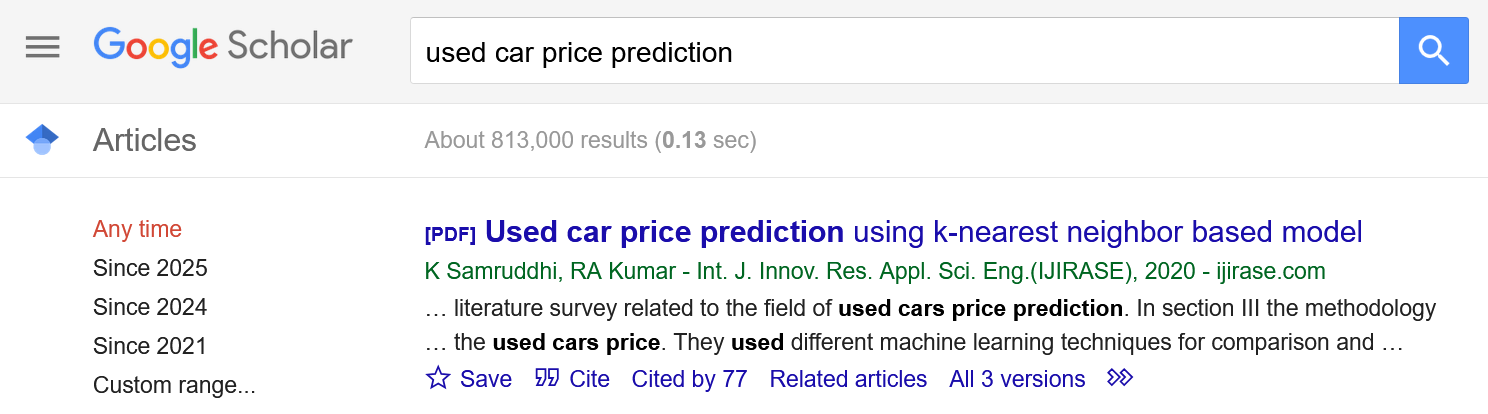 Google Scholar
used car price prediction
Articles
About 813,000 results (0.13 sec)
Any time
Since 2025
Since 2024
Since 2021
Custom range...
[PDF] Used car price prediction using k-nearest neighbor based model
K Samruddhi, RA Kumar - Int. J. Innov. Res. Appl. Sci. Eng.(IJIRASE), 2020 - ijirase.com
… literature survey related to the field of used cars price prediction. In section III the methodology
… the used cars price. They used different machine learning techniques for comparison and …
Save Cite Cited by 77 Related articles All 3 versions